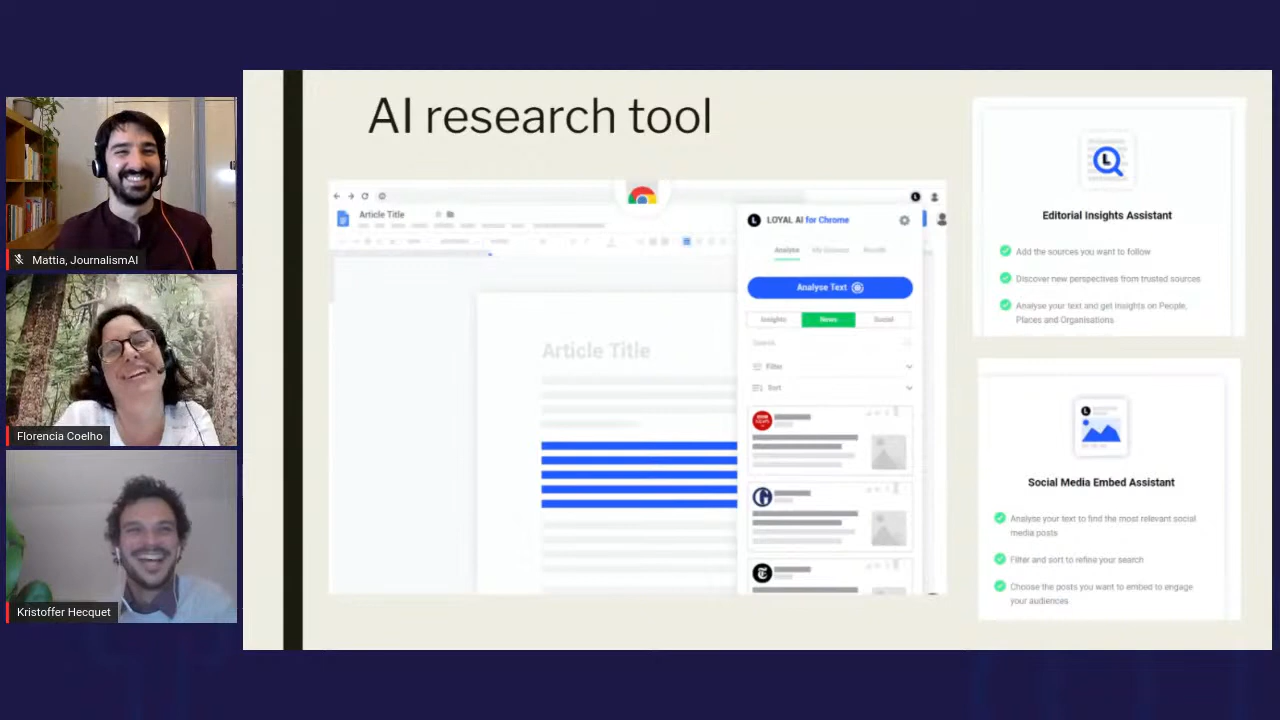 Mattia, JournalismAI
Florencia Coelho
Kristoffer Hecquet
AI research tool
Article Title
LOYAL AI for Chrome
Analyse
My Sources
Analyse Text
Insights
News
Social
Search
Filter
Sort
Article Title
Editorial Insights Assistant
Add the sources you want to follow
Discover new perspectives from trusted sources
Analyse your text and get insights on People,
Places and Organisations
Social Media Embed Assistant
Analyse your text to find the most relevant social
media posts
Filter and sort to refine your search
Choose the posts you want to embed to engage
your audiences